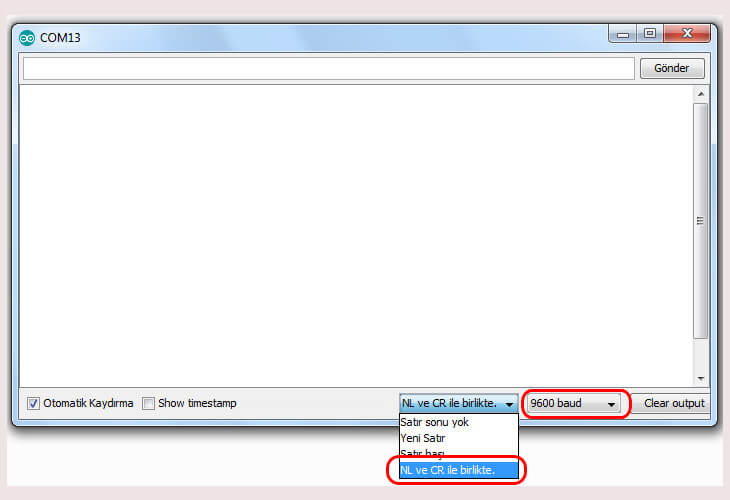 COM13
Gönder
Otomatik Kaydırma
Show timestamp
NL ve CR ile birlikte.
9600 baud
Clear output
Satır sonu yok
Yeni Satır
Satır başı
NL ve CR ile birlikte.